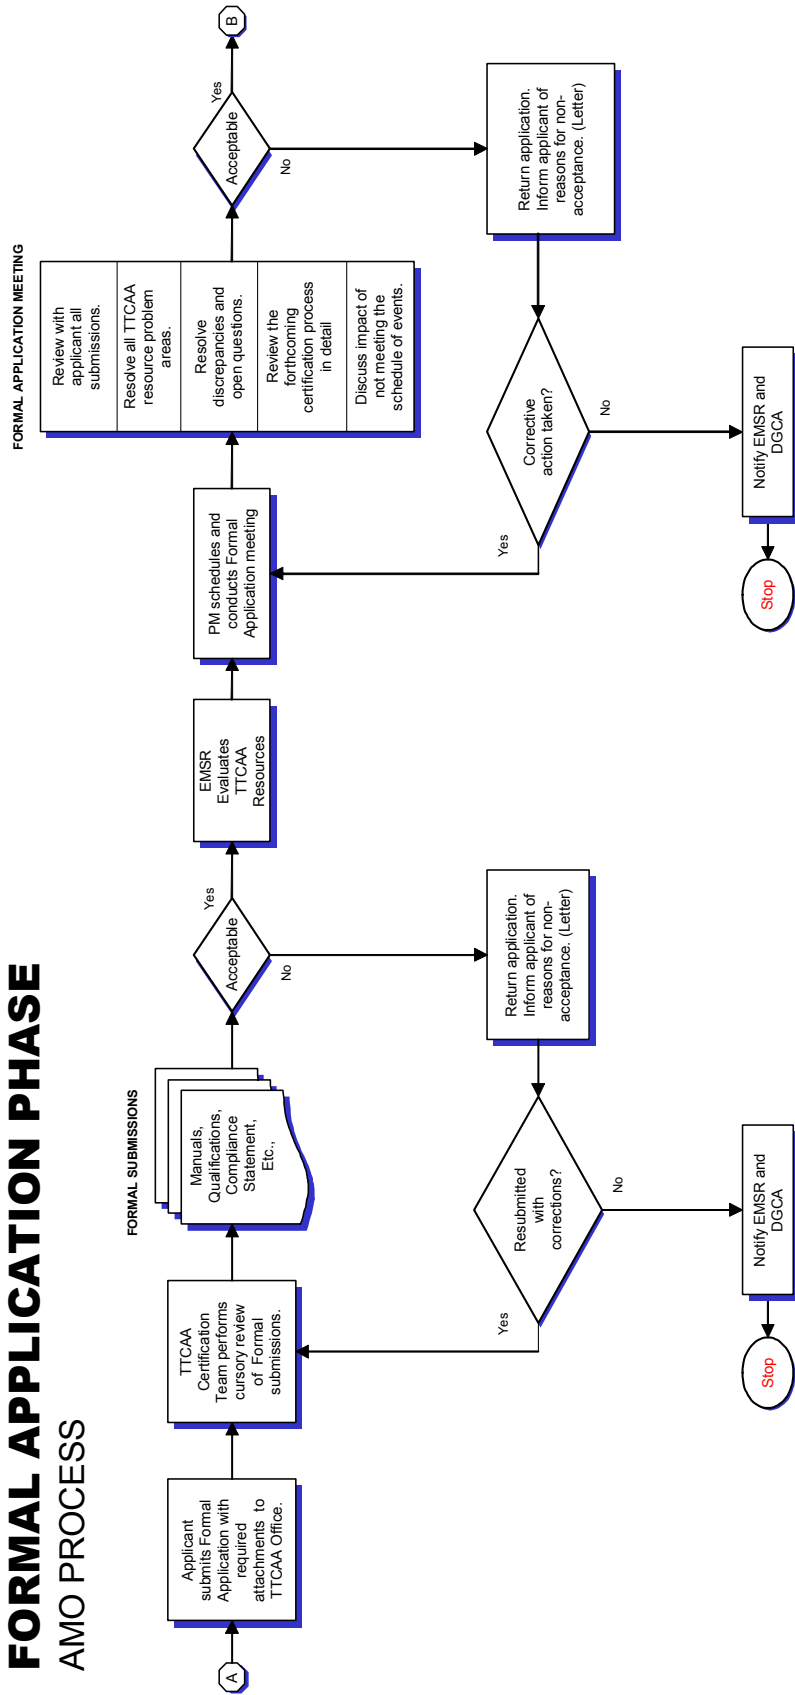 FORMAL APPLICATION PHASE
AMO PROCESS
A
Applicant
submits Formal
Application with
required
attachments to
TTCAA Office.
TTCAA
Certification
Team performs
cursory review
of Formal
submissions.
FORMAL SUBMISSIONS
Manuals,
Qualifications,
Compliance
Statement,
Etc.,
Acceptable
Yes
No
Return application.
Inform applicant of
reasons for non-
acceptance. (Letter)
Resubmitted
with
corrections?
Yes
No
Notify EMSR and
DGCA
Stop
EMSR
Evaluates
TTCAA
Resources
PM schedules and
conducts Formal
Application meeting
FORMAL APPLICATION MEETING
Review with
applicant all
submissions.
Resolve all TTCAA
resource problem
areas.
Resolve
discrepancies and
open questions.
Review the
forthcoming
certification process
in detail
Discuss impact of
not meeting the
schedule of events.
Acceptable
Yes
B
No
Return application.
Inform applicant of
reasons for non-
acceptance. (Letter)
Corrective
action taken?
Yes
No
Notify EMSR and
DGCA
Stop